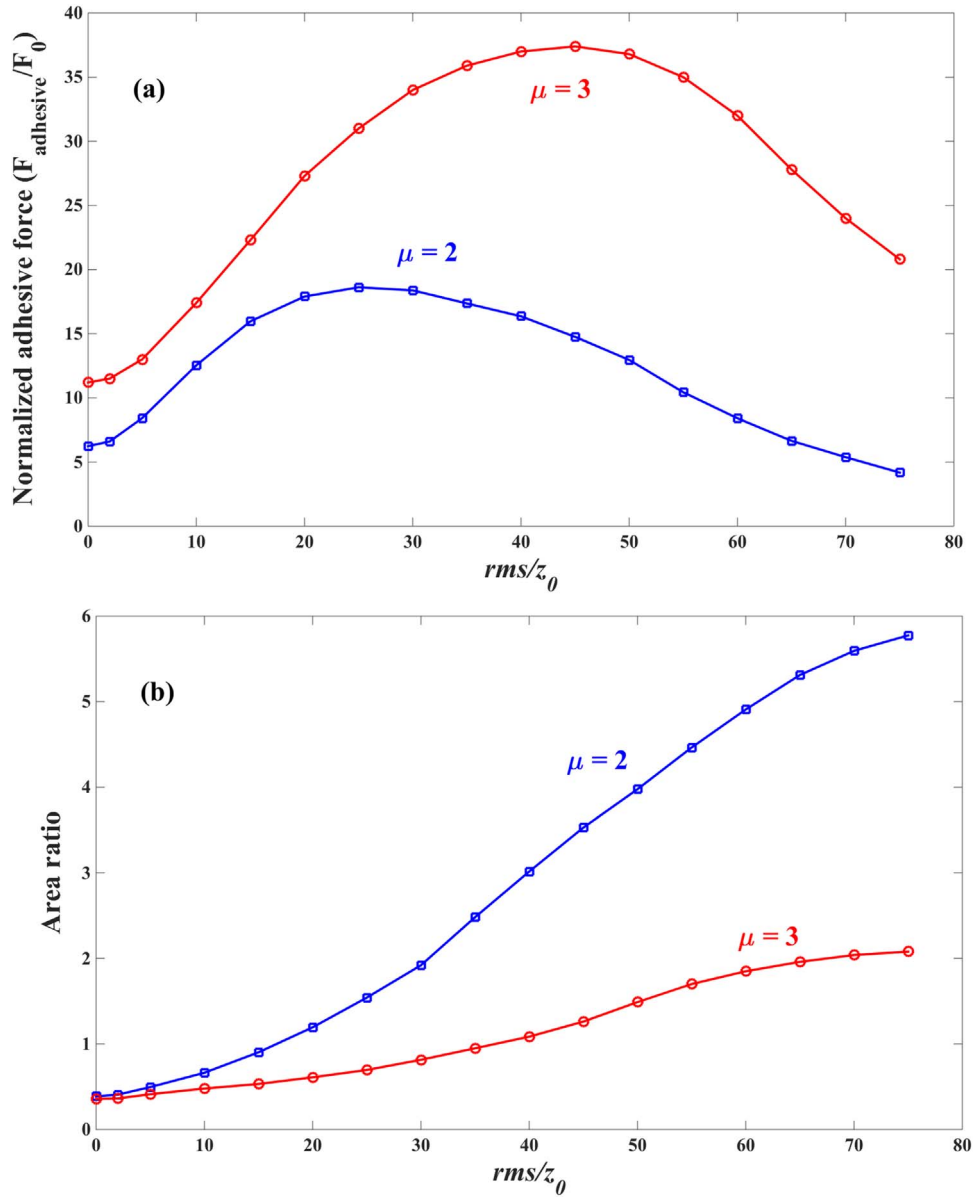 40
35
30
25
20
15
10
5
0
Normalized adhesive force (F_adhesive/F_0)
(a)
μ = 3
μ = 2
0 10 20 30 40 50 60 70 80
rms/z_0
6
5
4
3
2
1
0
Area ratio
(b)
μ = 2
μ = 3
0 10 20 30 40 50 60 70 80
rms/z_0